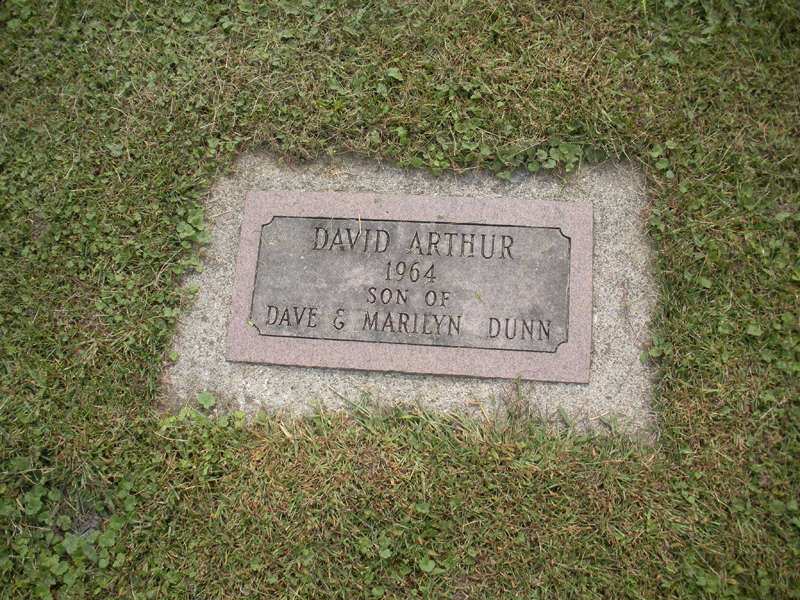 DAVID ARTHUR
1964
SON OF
DAVE & MARILYN DUNN